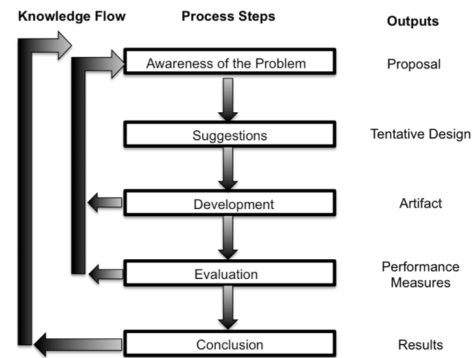 Knowledge Flow
Process Steps
Outputs
Awareness of the Problem
Proposal
Suggestions
Tentative Design
Development
Artifact
Evaluation
Performance
Measures
Conclusion
Results